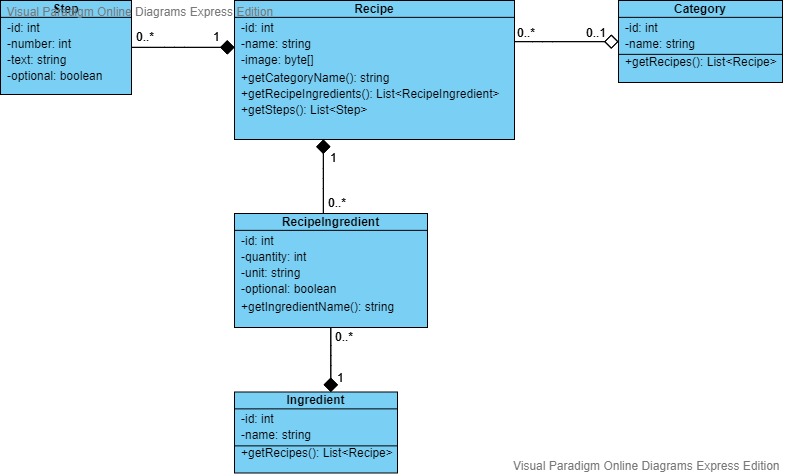 Visual Paradigm Online Diagrams Express Edition
Step
-id: int
-number: int
-text: string
-optional: boolean
0..*
1
Recipe
-id: int
-name: string
-image: byte[]
+getCategoryName(): string
+getRecipeIngredients(): List<RecipeIngredient>
+getSteps(): List<Step>
0..*
0..1
Category
-id: int
-name: string
+getRecipes(): List<Recipe>
1
0..*
RecipeIngredient
-id: int
-quantity: int
-unit: string
-optional: boolean
+getIngredientName(): string
0..*
1
Ingredient
-id: int
-name: string
+getRecipes(): List<Recipe>
Visual Paradigm Online Diagrams Express Edition